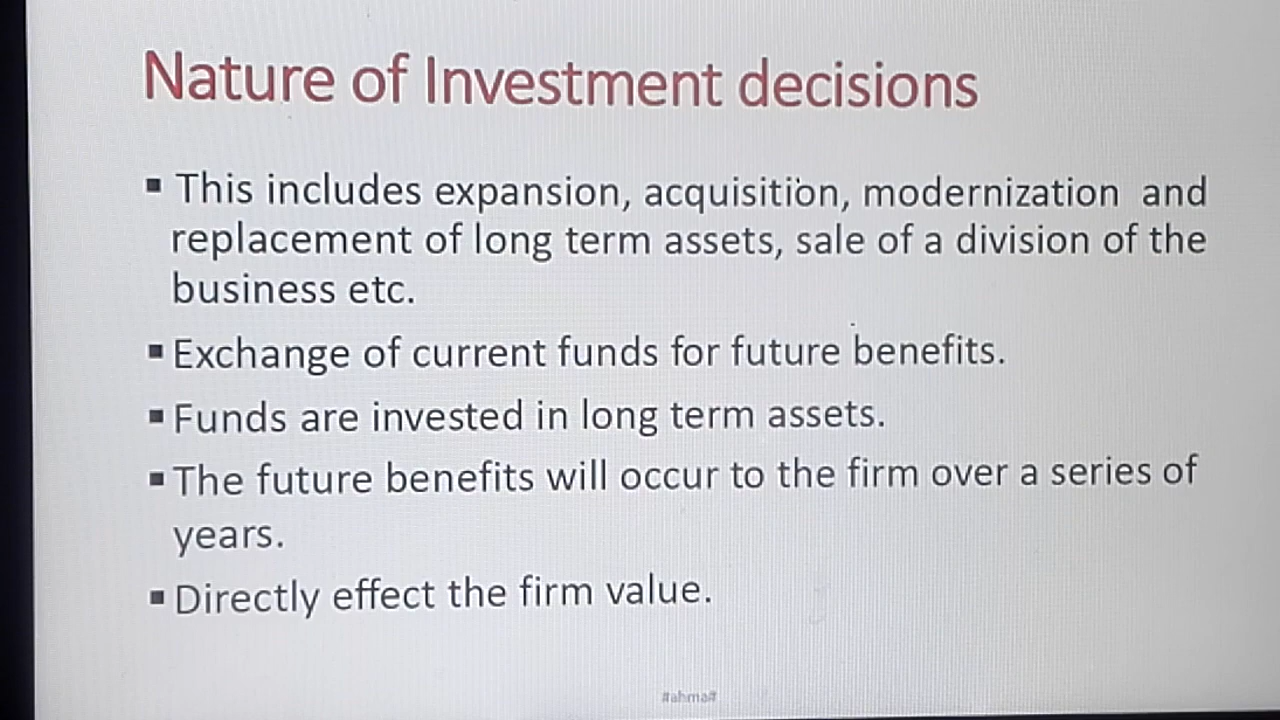 Nature of Investment decisions
▪ This includes expansion, acquisition, modernization and
replacement of long term assets, sale of a division of the
business etc.
▪ Exchange of current funds for future benefits.
▪ Funds are invested in long term assets.
▪ The future benefits will occur to the firm over a series of
years.
▪ Directly effect the firm value.
#ahma#